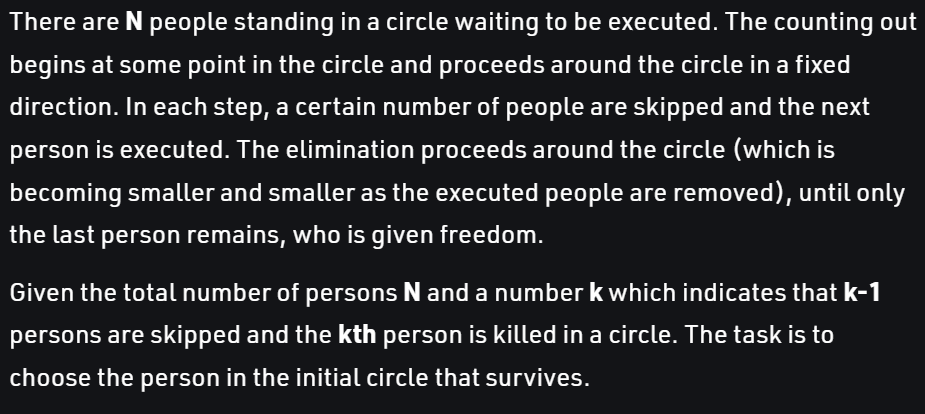 There are N people standing in a circle waiting to be executed. The counting out
begins at some point in the circle and proceeds around the circle in a fixed
direction. In each step, a certain number of people are skipped and the next
person is executed. The elimination proceeds around the circle (which is
becoming smaller and smaller as the executed people are removed), until only
the last person remains, who is given freedom.
Given the total number of persons N and a number k which indicates that k-1
persons are skipped and the kth person is killed in a circle. The task is to
choose the person in the initial circle that survives.